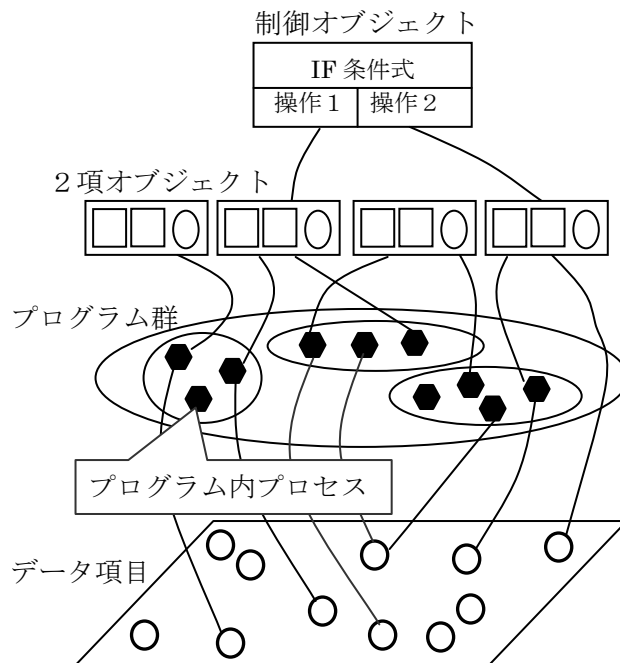 制御オブジェクト
IF 条件式
操作１ 操作２
２項オブジェクト
プログラム群
プログラム内プロセス
データ項目